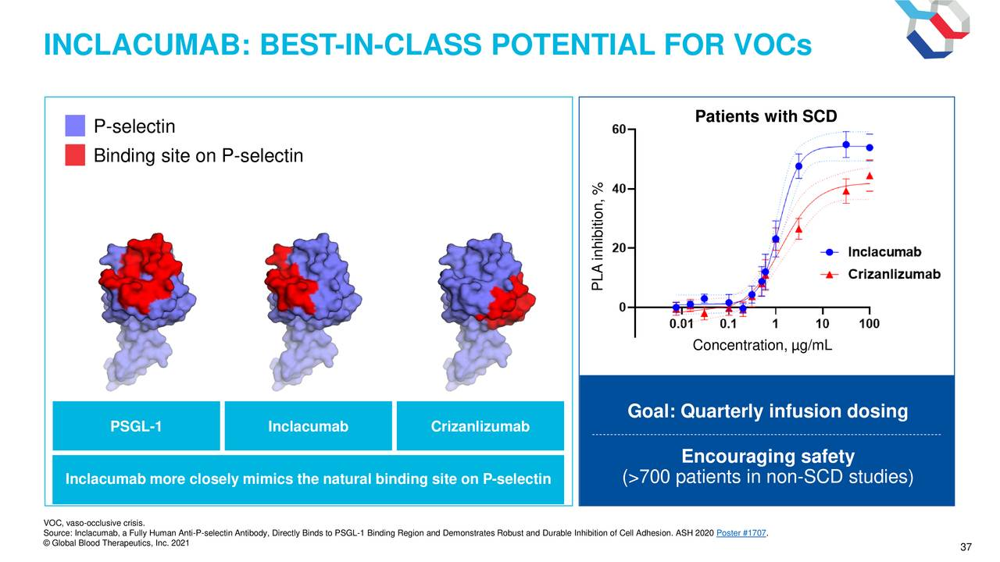 INCLACUMAB: BEST-IN-CLASS POTENTIAL FOR VOCs
P-selectin
Binding site on P-selectin
PSGL-1
Inclacumab
Crizanlizumab
Inclacumab more closely mimics the natural binding site on P-selectin
Patients with SCD
60
40
20
0
PLA inhibition, %
0.01 0.1 1 10 100
Concentration, µg/mL
Inclacumab
Crizanlizumab
Goal: Quarterly infusion dosing
Encouraging safety
(>700 patients in non-SCD studies)
VOC, vaso-occlusive crisis.
Source: Inclacumab, a Fully Human Anti-P-selectin Antibody, Directly Binds to PSGL-1 Binding Region and Demonstrates Robust and Durable Inhibition of Cell Adhesion. ASH 2020 Poster #1707.
© Global Blood Therapeutics, Inc. 2021
37